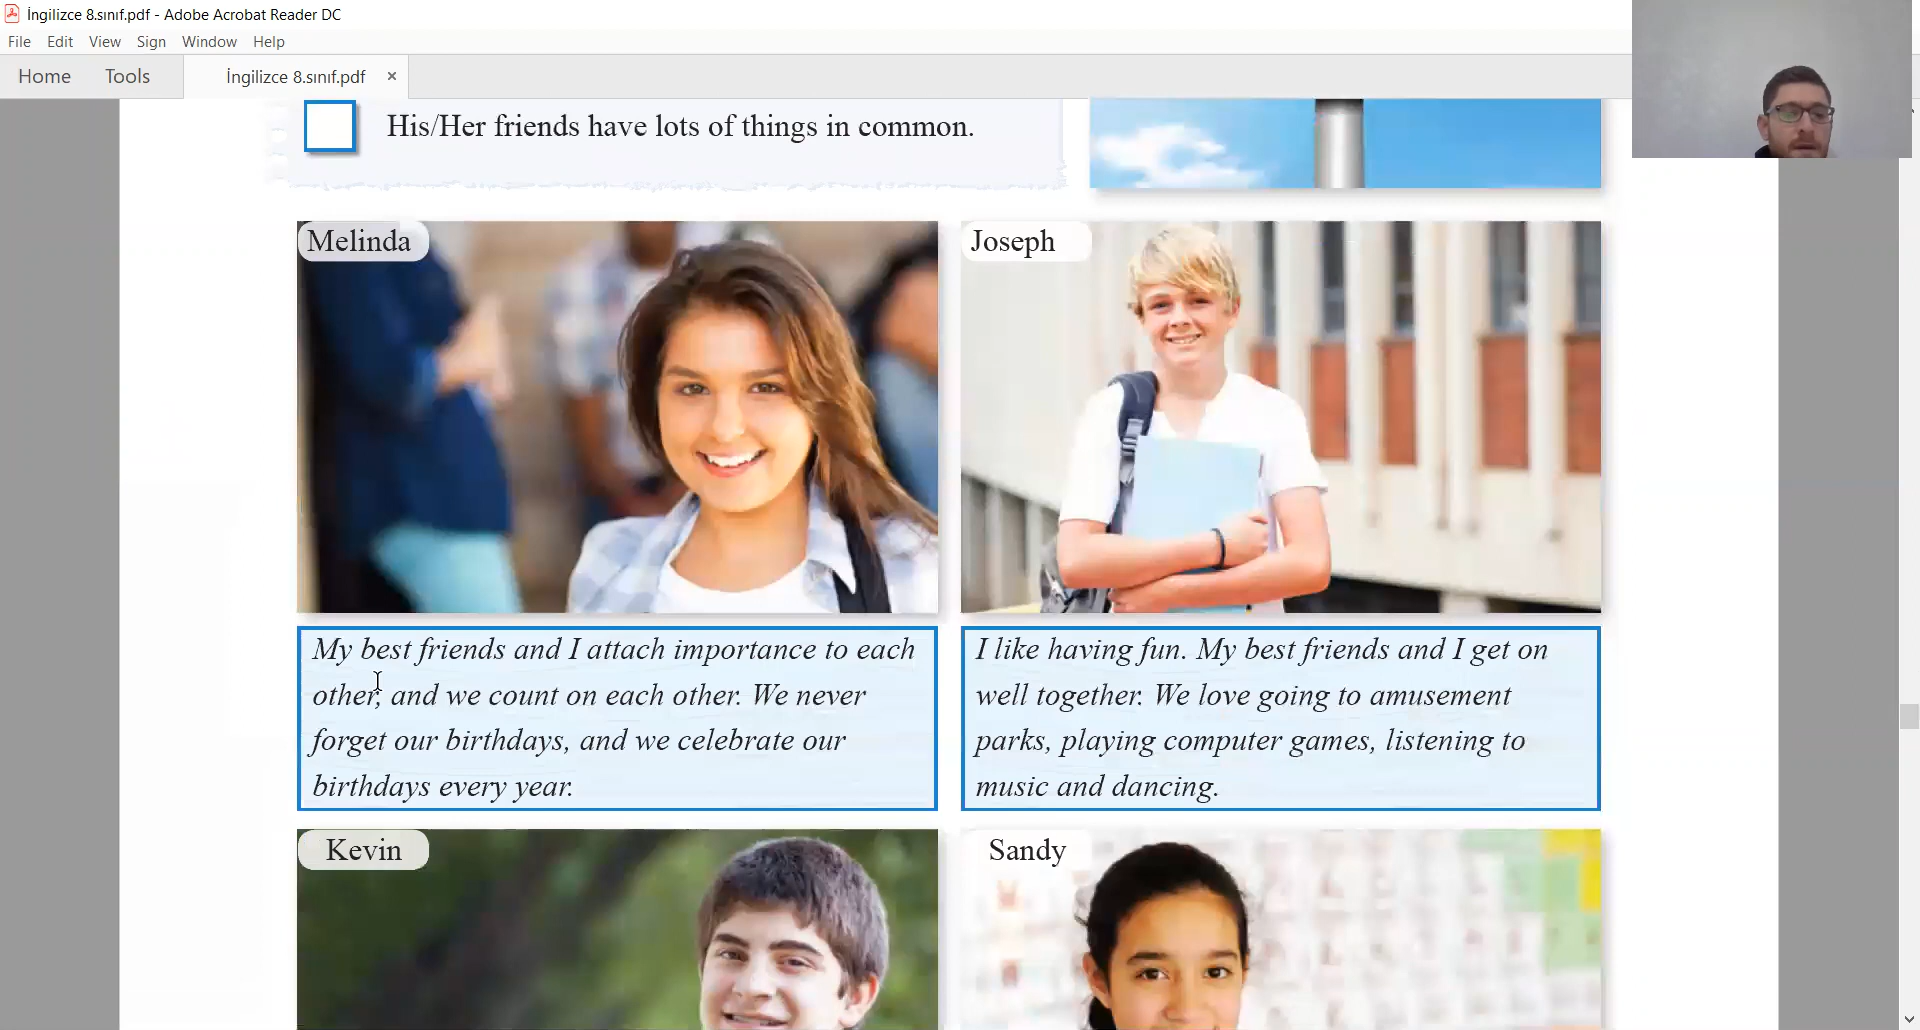 İngilizce 8.sınıf.pdf - Adobe Acrobat Reader DC
File Edit View Sign Window Help
Home Tools İngilizce 8.sınıf.pdf ×
His/Her friends have lots of things in common.
Melinda
Joseph
My best friends and I attach importance to each
other, and we count on each other. We never
forget our birthdays, and we celebrate our
birthdays every year.
I like having fun. My best friends and I get on
well together. We love going to amusement
parks, playing computer games, listening to
music and dancing.
Kevin
Sandy